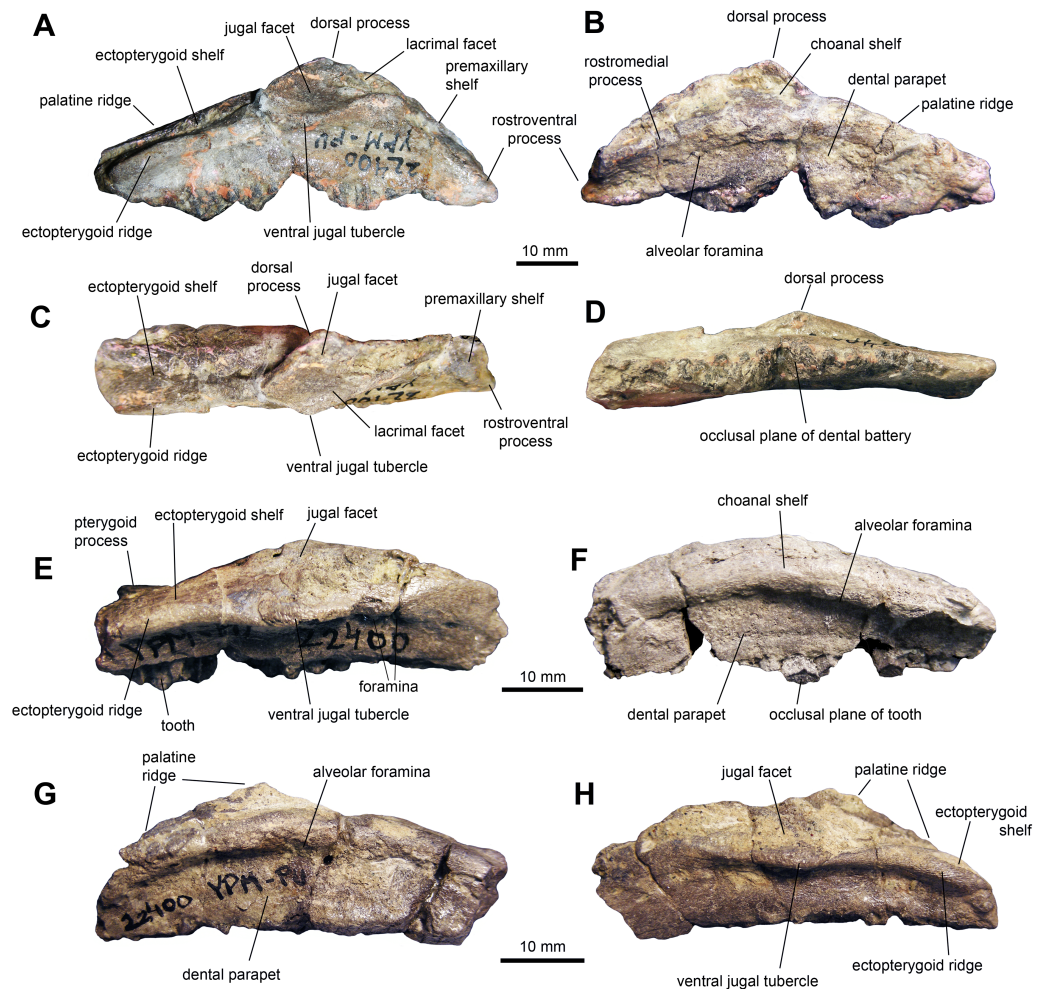 A
dorsal process
jugal facet
lacrimal facet
ectopterygoid shelf
premaxillary
shelf
palatine ridge
rostroventral
process
22400
YPM-PU
ectopterygoid ridge
ventral jugal tubercle
10 mm
B
dorsal process
choanal shelf
rostromedial
process
dental parapet
palatine ridge
alveolar foramina
C
dorsal
process
jugal facet
ectopterygoid shelf
premaxillary shelf
22400
YPM
lacrimal facet
rostroventral
process
ectopterygoid ridge
ventral jugal tubercle
D
dorsal process
occlusal plane of dental battery
E
pterygoid
process
ectopterygoid shelf
jugal facet
YPM-PU 22400
foramina
ectopterygoid ridge
tooth
ventral jugal tubercle
10 mm
F
choanal shelf
alveolar foramina
dental parapet
occlusal plane of tooth
G
palatine
ridge
alveolar foramina
22400 YPM-PU
dental parapet
10 mm
H
jugal facet
palatine ridge
ectopterygoid
shelf
ectopterygoid ridge
ventral jugal tubercle